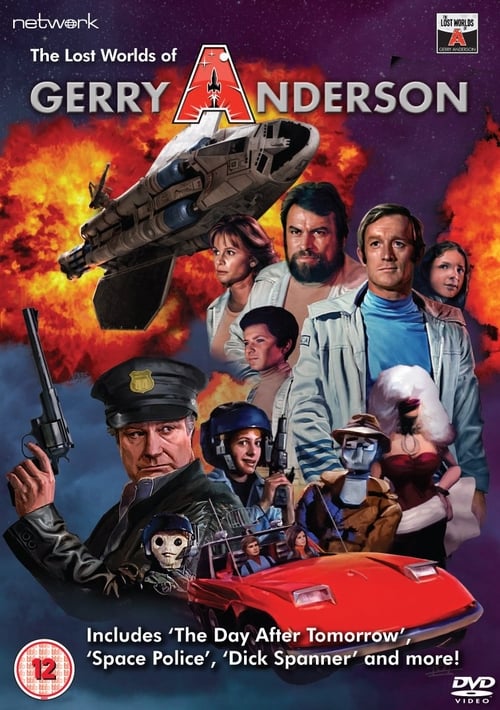 network
THE
LOST WORLDS
OF
A
GERRY ANDERSON
The Lost Worlds of
GERRY ANDERSON
Includes 'The Day After Tomorrow',
'Space Police', 'Dick Spanner' and more!
12
DVD
VIDEO